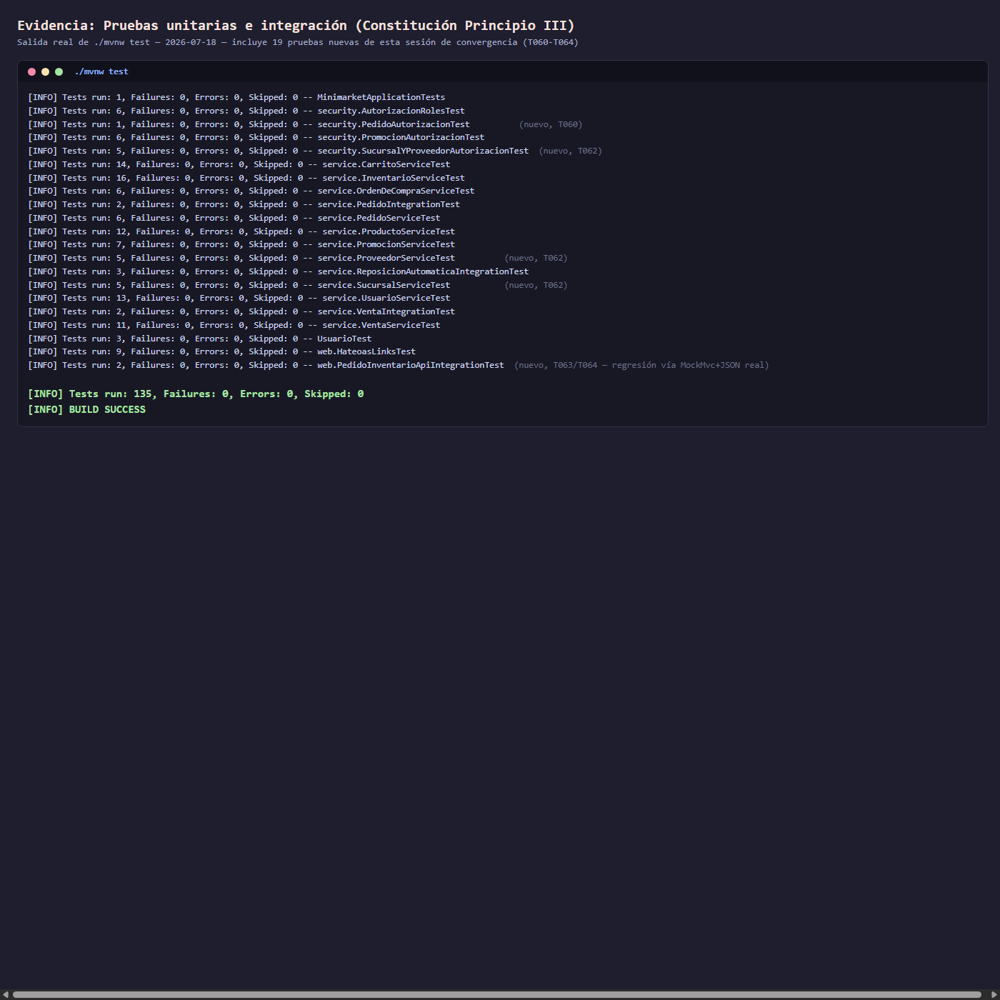 Evidencia: Pruebas unitarias e integración (Constitución Principio III)
Salida real de ./mvnw test — 2026-07-18 — incluye 19 pruebas nuevas de esta sesión de convergencia (T060-T064)
./mvnw test
[INFO] Tests run: 1, Failures: 0, Errors: 0, Skipped: 0 -- MinimarketApplicationTests
[INFO] Tests run: 6, Failures: 0, Errors: 0, Skipped: 0 -- security.AutorizacionRolesTest
[INFO] Tests run: 1, Failures: 0, Errors: 0, Skipped: 0 -- security.PedidoAutorizacionTest (nuevo, T060)
[INFO] Tests run: 6, Failures: 0, Errors: 0, Skipped: 0 -- security.PromocionAutorizacionTest
[INFO] Tests run: 5, Failures: 0, Errors: 0, Skipped: 0 -- security.SucursalYProveedorAutorizacionTest (nuevo, T062)
[INFO] Tests run: 14, Failures: 0, Errors: 0, Skipped: 0 -- service.CarritoServiceTest
[INFO] Tests run: 16, Failures: 0, Errors: 0, Skipped: 0 -- service.InventarioServiceTest
[INFO] Tests run: 6, Failures: 0, Errors: 0, Skipped: 0 -- service.OrdenDeCompraServiceTest
[INFO] Tests run: 2, Failures: 0, Errors: 0, Skipped: 0 -- service.PedidoIntegrationTest
[INFO] Tests run: 6, Failures: 0, Errors: 0, Skipped: 0 -- service.PedidoServiceTest
[INFO] Tests run: 12, Failures: 0, Errors: 0, Skipped: 0 -- service.ProductoServiceTest
[INFO] Tests run: 7, Failures: 0, Errors: 0, Skipped: 0 -- service.PromocionServiceTest
[INFO] Tests run: 5, Failures: 0, Errors: 0, Skipped: 0 -- service.ProveedorServiceTest (nuevo, T062)
[INFO] Tests run: 3, Failures: 0, Errors: 0, Skipped: 0 -- service.ReposicionAutomaticaIntegrationTest
[INFO] Tests run: 5, Failures: 0, Errors: 0, Skipped: 0 -- service.SucursalServiceTest (nuevo, T062)
[INFO] Tests run: 13, Failures: 0, Errors: 0, Skipped: 0 -- service.UsuarioServiceTest
[INFO] Tests run: 2, Failures: 0, Errors: 0, Skipped: 0 -- service.VentaIntegrationTest
[INFO] Tests run: 11, Failures: 0, Errors: 0, Skipped: 0 -- service.VentaServiceTest
[INFO] Tests run: 3, Failures: 0, Errors: 0, Skipped: 0 -- UsuarioTest
[INFO] Tests run: 9, Failures: 0, Errors: 0, Skipped: 0 -- web.HateoasLinksTest
[INFO] Tests run: 2, Failures: 0, Errors: 0, Skipped: 0 -- web.PedidoInventarioApiIntegrationTest (nuevo, T063/T064 — regresión vía MockMvc+JSON real)
[INFO] Tests run: 135, Failures: 0, Errors: 0, Skipped: 0
[INFO] BUILD SUCCESS